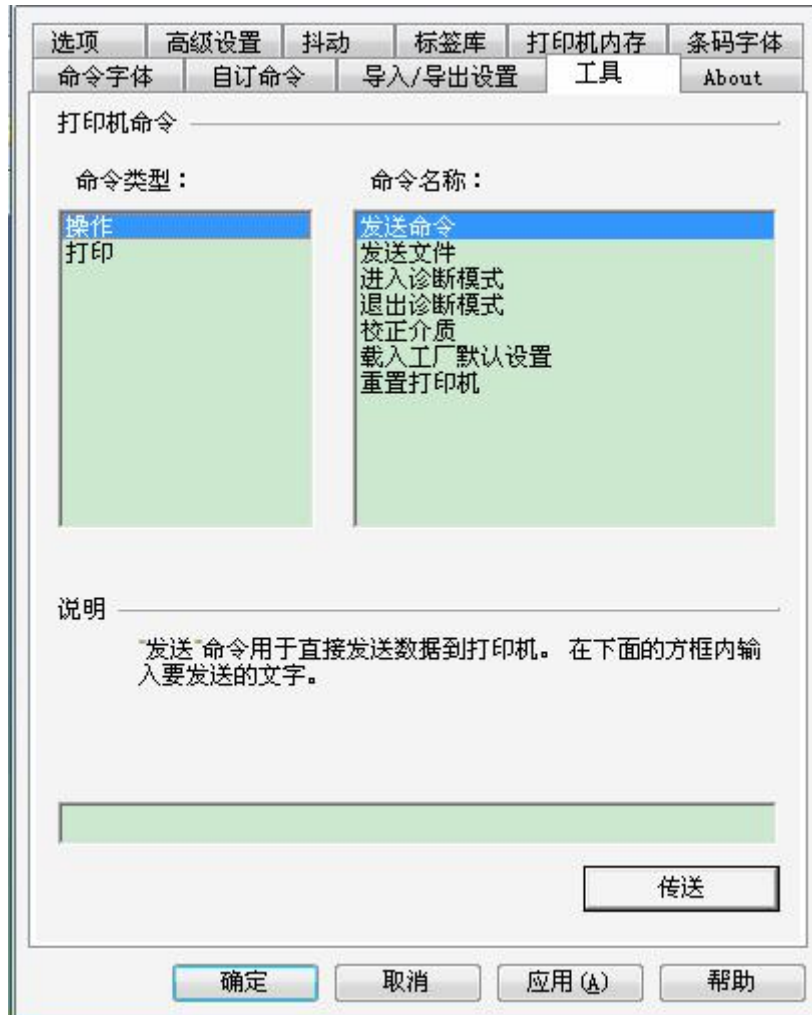 选项 高级设置 抖动 标签库 打印机内存 条码字体
命令字体 自订命令 导入/导出设置 工具 About
打印机命令
命令类型： 命令名称：
操作
打印
发送命令
发送文件
进入诊断模式
退出诊断模式
校正介质
载入工厂默认设置
重置打印机
说明
"发送"命令用于直接发送数据到打印机。 在下面的方框内输
入要发送的文字。
传送
确定 取消 应用(A) 帮助